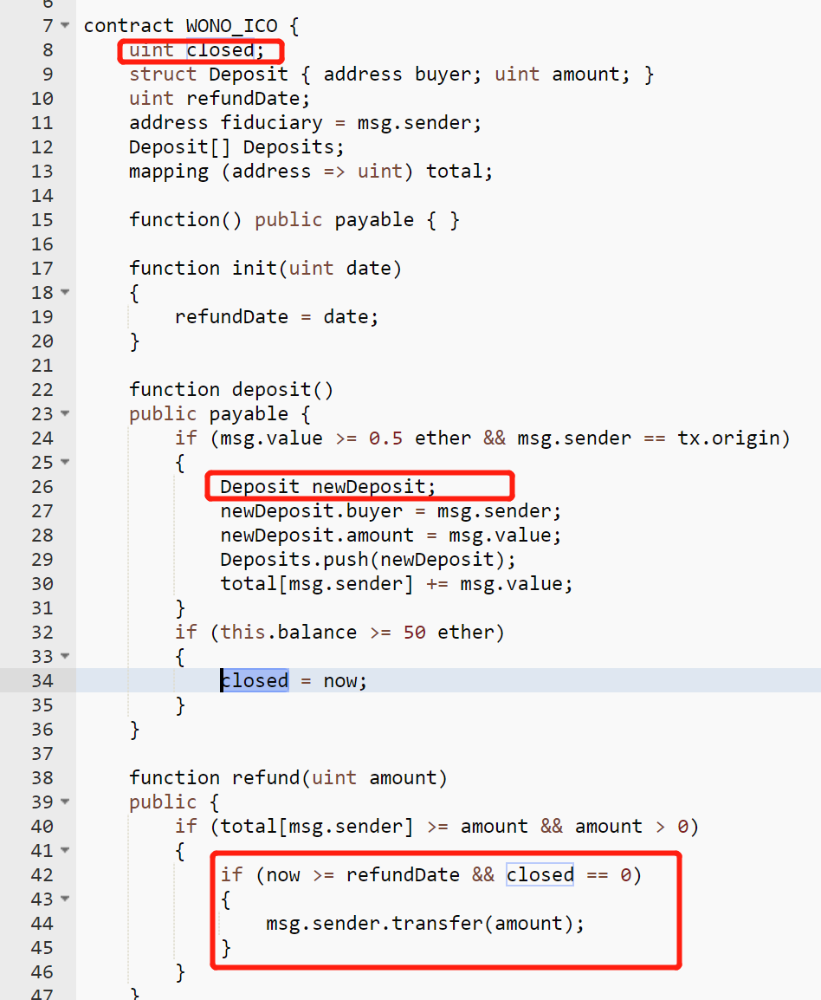 6
7 contract WONO_ICO {
8 uint closed;
9 struct Deposit { address buyer; uint amount; }
10 uint refundDate;
11 address fiduciary = msg.sender;
12 Deposit[] Deposits;
13 mapping (address => uint) total;
14
15 function() public payable { }
16
17 function init(uint date)
18 {
19 refundDate = date;
20 }
21
22 function deposit()
23 public payable {
24 if (msg.value >= 0.5 ether && msg.sender == tx.origin)
25 {
26 Deposit newDeposit;
27 newDeposit.buyer = msg.sender;
28 newDeposit.amount = msg.value;
29 Deposits.push(newDeposit);
30 total[msg.sender] += msg.value;
31 }
32 if (this.balance >= 50 ether)
33 {
34 closed = now;
35 }
36 }
37
38 function refund(uint amount)
39 public {
40 if (total[msg.sender] >= amount && amount > 0)
41 {
42 if (now >= refundDate && closed == 0)
43 {
44 msg.sender.transfer(amount);
45 }
46 }
47 }